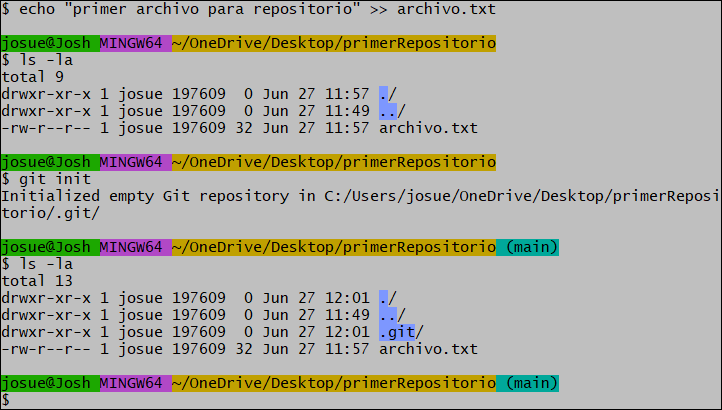 $ echo "primer archivo para repositorio" >> archivo.txt
josue@Josh MINGW64 ~/OneDrive/Desktop/primerRepositorio
$ ls -la
total 9
drwxr-xr-x 1 josue 197609  0 Jun 27 11:57 ./
drwxr-xr-x 1 josue 197609  0 Jun 27 11:49 ../
-rw-r--r-- 1 josue 197609 32 Jun 27 11:57 archivo.txt
josue@Josh MINGW64 ~/OneDrive/Desktop/primerRepositorio
$ git init
Initialized empty Git repository in C:/Users/josue/OneDrive/Desktop/primerReposi
torio/.git/
josue@Josh MINGW64 ~/OneDrive/Desktop/primerRepositorio (main)
$ ls -la
total 13
drwxr-xr-x 1 josue 197609  0 Jun 27 12:01 ./
drwxr-xr-x 1 josue 197609  0 Jun 27 11:49 ../
drwxr-xr-x 1 josue 197609  0 Jun 27 12:01 .git/
-rw-r--r-- 1 josue 197609 32 Jun 27 11:57 archivo.txt
josue@Josh MINGW64 ~/OneDrive/Desktop/primerRepositorio (main)
$